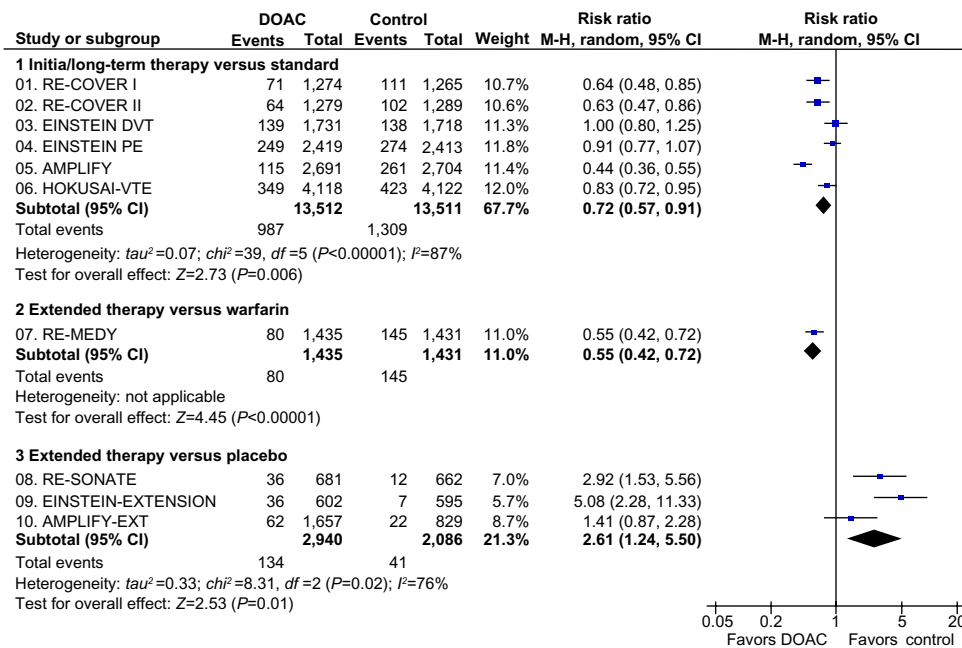 DOAC Control Risk ratio Risk ratio
Study or subgroup Events Total Events Total Weight M-H, random, 95% CI M-H, random, 95% CI
1 Initia/long-term therapy versus standard
01. RE-COVER I 71 1,274 111 1,265 10.7% 0.64 (0.48, 0.85)
02. RE-COVER II 64 1,279 102 1,289 10.6% 0.63 (0.47, 0.86)
03. EINSTEIN DVT 139 1,731 138 1,718 11.3% 1.00 (0.80, 1.25)
04. EINSTEIN PE 249 2,419 274 2,413 11.8% 0.91 (0.77, 1.07)
05. AMPLIFY 115 2,691 261 2,704 11.4% 0.44 (0.36, 0.55)
06. HOKUSAI-VTE 349 4,118 423 4,122 12.0% 0.83 (0.72, 0.95)
Subtotal (95% CI) 13,512 13,511 67.7% 0.72 (0.57, 0.91)
Total events 987 1,309
Heterogeneity: tau²=0.07; chi²=39, df=5 (P<0.00001); I²=87%
Test for overall effect: Z=2.73 (P=0.006)
2 Extended therapy versus warfarin
07. RE-MEDY 80 1,435 145 1,431 11.0% 0.55 (0.42, 0.72)
Subtotal (95% CI) 1,435 1,431 11.0% 0.55 (0.42, 0.72)
Total events 80 145
Heterogeneity: not applicable
Test for overall effect: Z=4.45 (P<0.00001)
3 Extended therapy versus placebo
08. RE-SONATE 36 681 12 662 7.0% 2.92 (1.53, 5.56)
09. EINSTEIN-EXTENSION 36 602 7 595 5.7% 5.08 (2.28, 11.33)
10. AMPLIFY-EXT 62 1,657 22 829 8.7% 1.41 (0.87, 2.28)
Subtotal (95% CI) 2,940 2,086 21.3% 2.61 (1.24, 5.50)
Total events 134 41
Heterogeneity: tau²=0.33; chi²=8.31, df=2 (P=0.02); I²=76%
Test for overall effect: Z=2.53 (P=0.01)
0.05 0.2 1 5 20
Favors DOAC Favors control